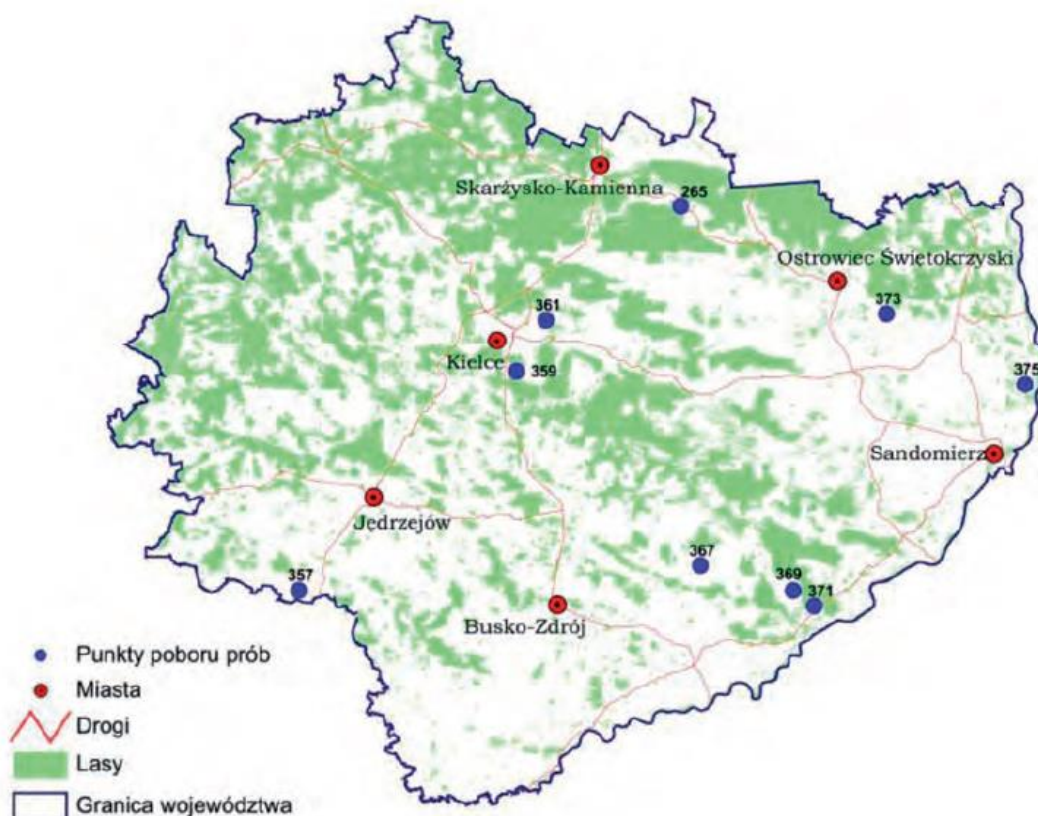 Skarżysko-Kamienna
265
Ostrowiec Świętokrzyski
373
361
Kielce
359
375
Sandomierz
Jędrzejów
367
357
369
371
Busko-Zdrój
Punkty poboru prób
Miasta
Drogi
Lasy
Granica województwa